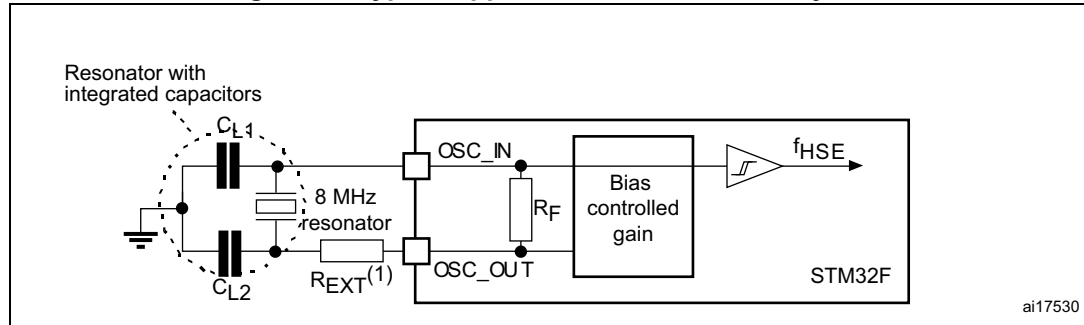 Resonator with
integrated capacitors
CL1
OSC_IN
fHSE
8 MHz
resonator
RF
Bias
controlled
gain
REXT(1)
OSC_OUT
STM32F
CL2
ai17530